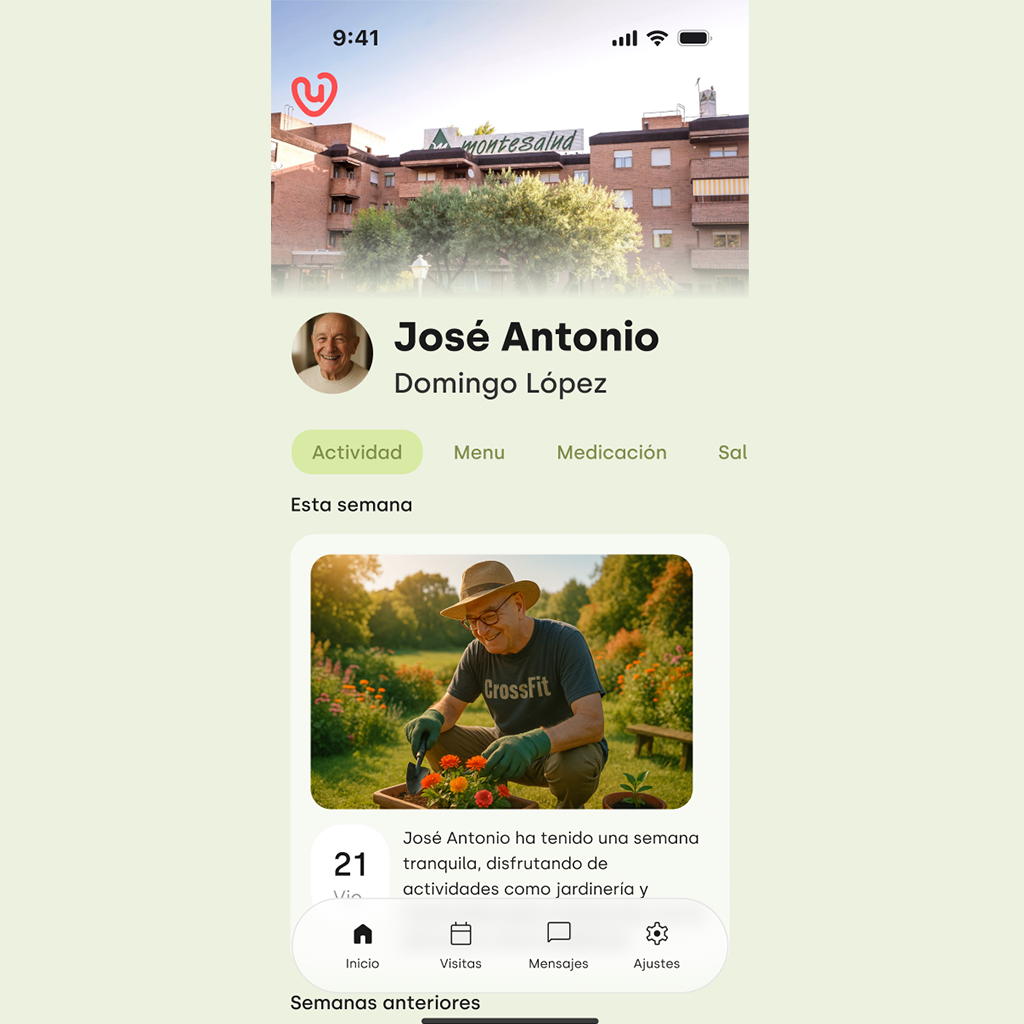 9:41
u
montesalud
José Antonio
Domingo López
Actividad Menu Medicación Sal
Esta semana
CrossFit
21
Vie
José Antonio ha tenido una semana
tranquila, disfrutando de
actividades como jardinería y
Inicio Visitas Mensajes Ajustes
Semanas anteriores